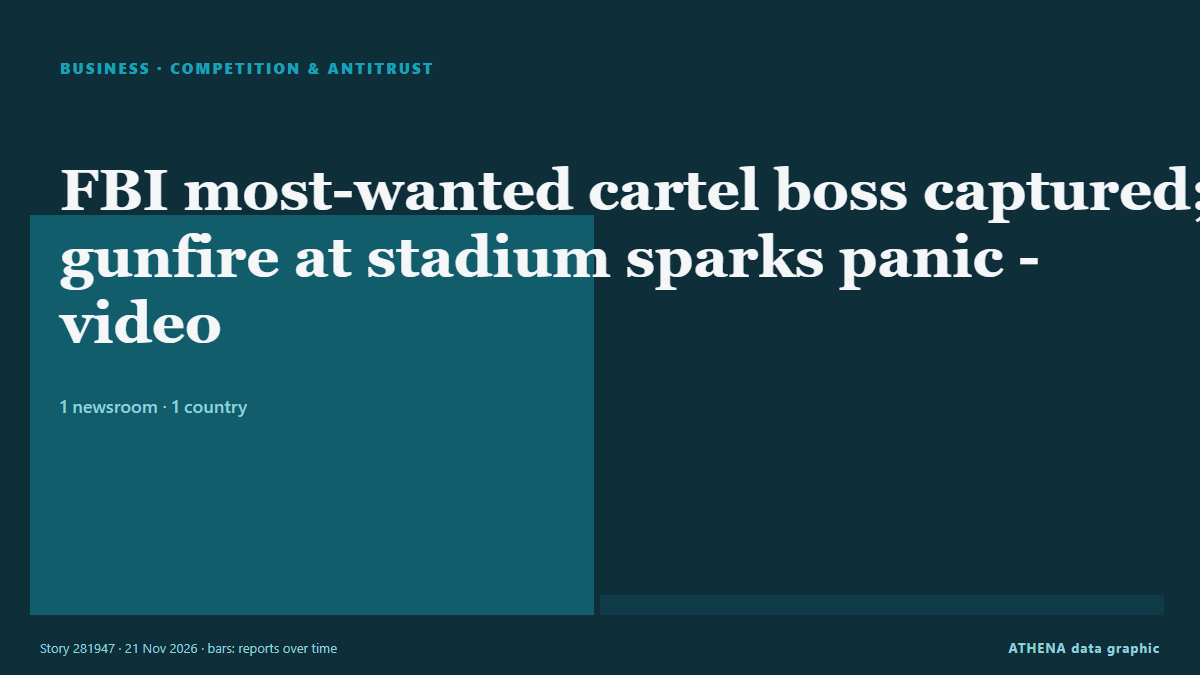 BUSINESS · COMPETITION & ANTITRUST
FBI most-wanted cartel boss captured;
gunfire at stadium sparks panic -
video
1 newsroom · 1 country
Story 281947 · 21 Nov 2026 · bars: reports over time
ATHENA data graphic